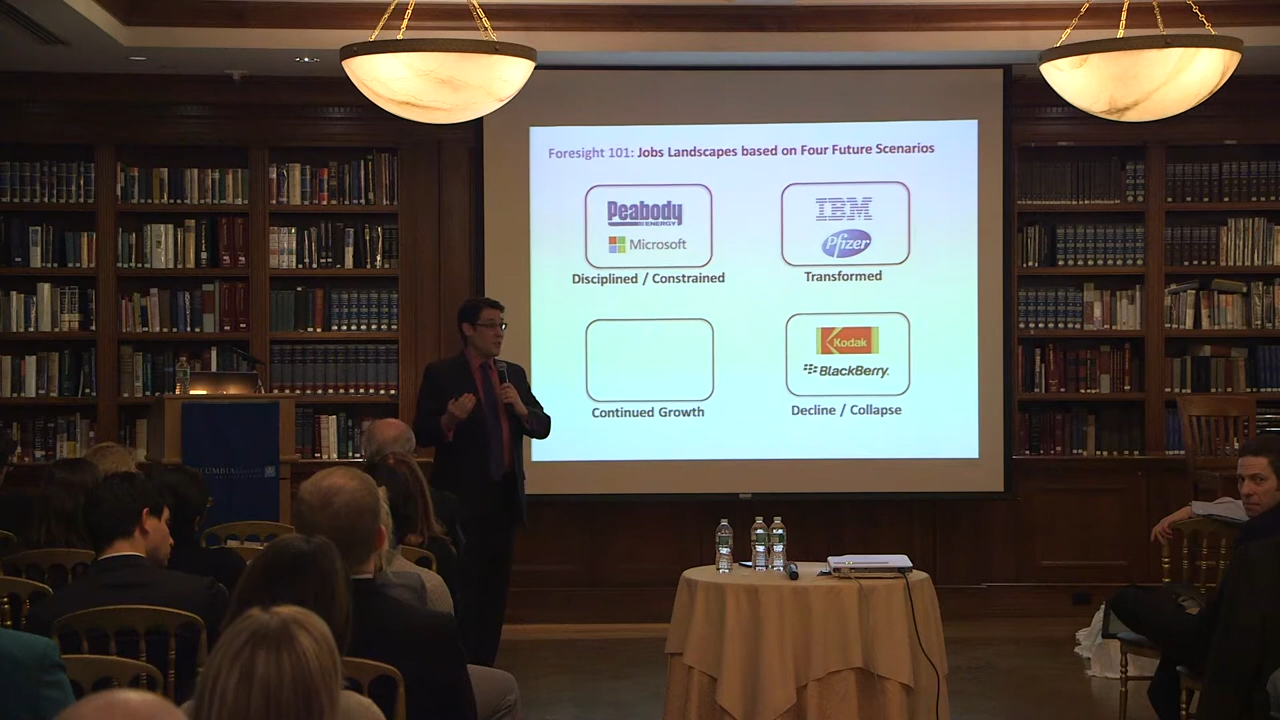 Foresight 101: Jobs Landscapes based on Four Future Scenarios
Peabody
ENERGY
Microsoft
Disciplined / Constrained
IBM
Pfizer
Transformed
Continued Growth
Kodak
BlackBerry
Decline / Collapse